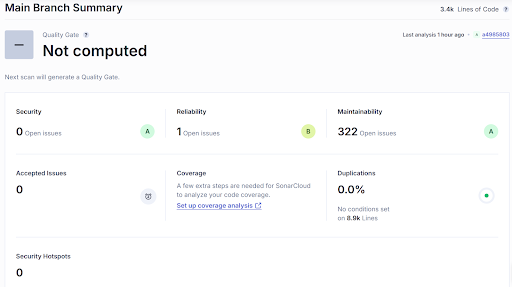 Main Branch Summary
3.4k Lines of Code ?
Quality Gate ?
Not computed
Last analysis 1 hour ago • A a4985803
Next scan will generate a Quality Gate.
Security
0 Open issues A
Reliability
1 Open issues B
Maintainability
322 Open issues A
Accepted Issues
0
Coverage
A few extra steps are needed for SonarCloud
to analyze your code coverage.
Set up coverage analysis
Duplications
0.0%
No conditions set
on 8.9k Lines
Security Hotspots
0